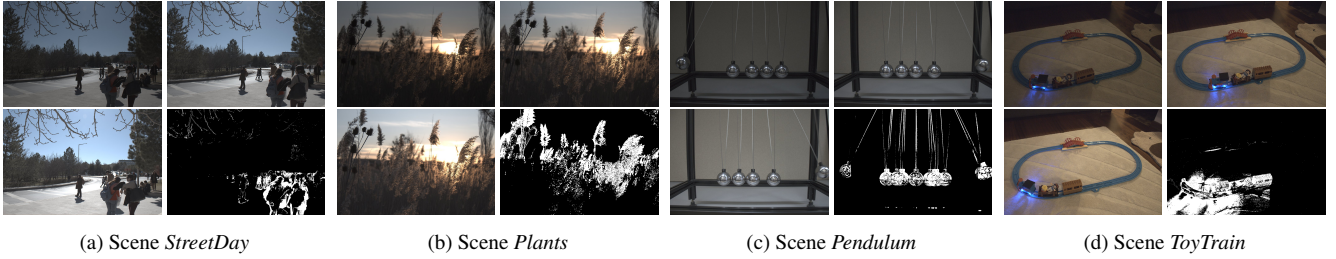 (a) Scene StreetDay
(b) Scene Plants
(c) Scene Pendulum
(d) Scene ToyTrain